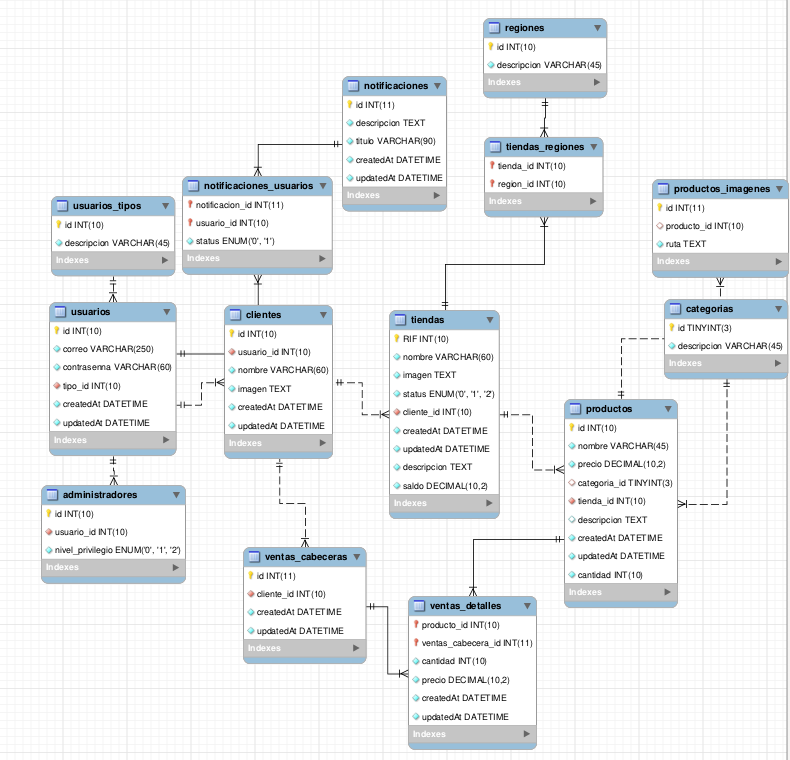 regiones
id INT(10)
descripcion VARCHAR(45)
Indexes
notificaciones
id INT(11)
descripcion TEXT
titulo VARCHAR(90)
createdAt DATETIME
updatedAt DATETIME
Indexes
tiendas_regiones
tienda_id INT(10)
region_id INT(10)
Indexes
notificaciones_usuarios
notificacion_id INT(11)
usuario_id INT(10)
status ENUM('0', '1')
Indexes
productos_imagenes
id INT(11)
producto_id INT(10)
ruta TEXT
Indexes
usuarios_tipos
id INT(10)
descripcion VARCHAR(45)
Indexes
usuarios
id INT(10)
correo VARCHAR(250)
contrasenna VARCHAR(60)
tipo_id INT(10)
createdAt DATETIME
updatedAt DATETIME
Indexes
clientes
id INT(10)
usuario_id INT(10)
nombre VARCHAR(60)
imagen TEXT
createdAt DATETIME
updatedAt DATETIME
Indexes
tiendas
RIF INT(10)
nombre VARCHAR(60)
imagen TEXT
status ENUM('0', '1', '2')
cliente_id INT(10)
createdAt DATETIME
updatedAt DATETIME
descripcion TEXT
saldo DECIMAL(10,2)
Indexes
categorias
id TINYINT(3)
descripcion VARCHAR(45)
Indexes
productos
id INT(10)
nombre VARCHAR(45)
precio DECIMAL(10,2)
categoria_id TINYINT(3)
tienda_id INT(10)
descripcion TEXT
createdAt DATETIME
updatedAt DATETIME
cantidad INT(10)
Indexes
administradores
id INT(10)
usuario_id INT(10)
nivel_privilegio ENUM('0', '1', '2')
Indexes
ventas_cabeceras
id INT(11)
cliente_id INT(10)
createdAt DATETIME
updatedAt DATETIME
Indexes
ventas_detalles
producto_id INT(10)
ventas_cabecera_id INT(11)
cantidad INT(10)
precio DECIMAL(10,2)
createdAt DATETIME
updatedAt DATETIME
Indexes